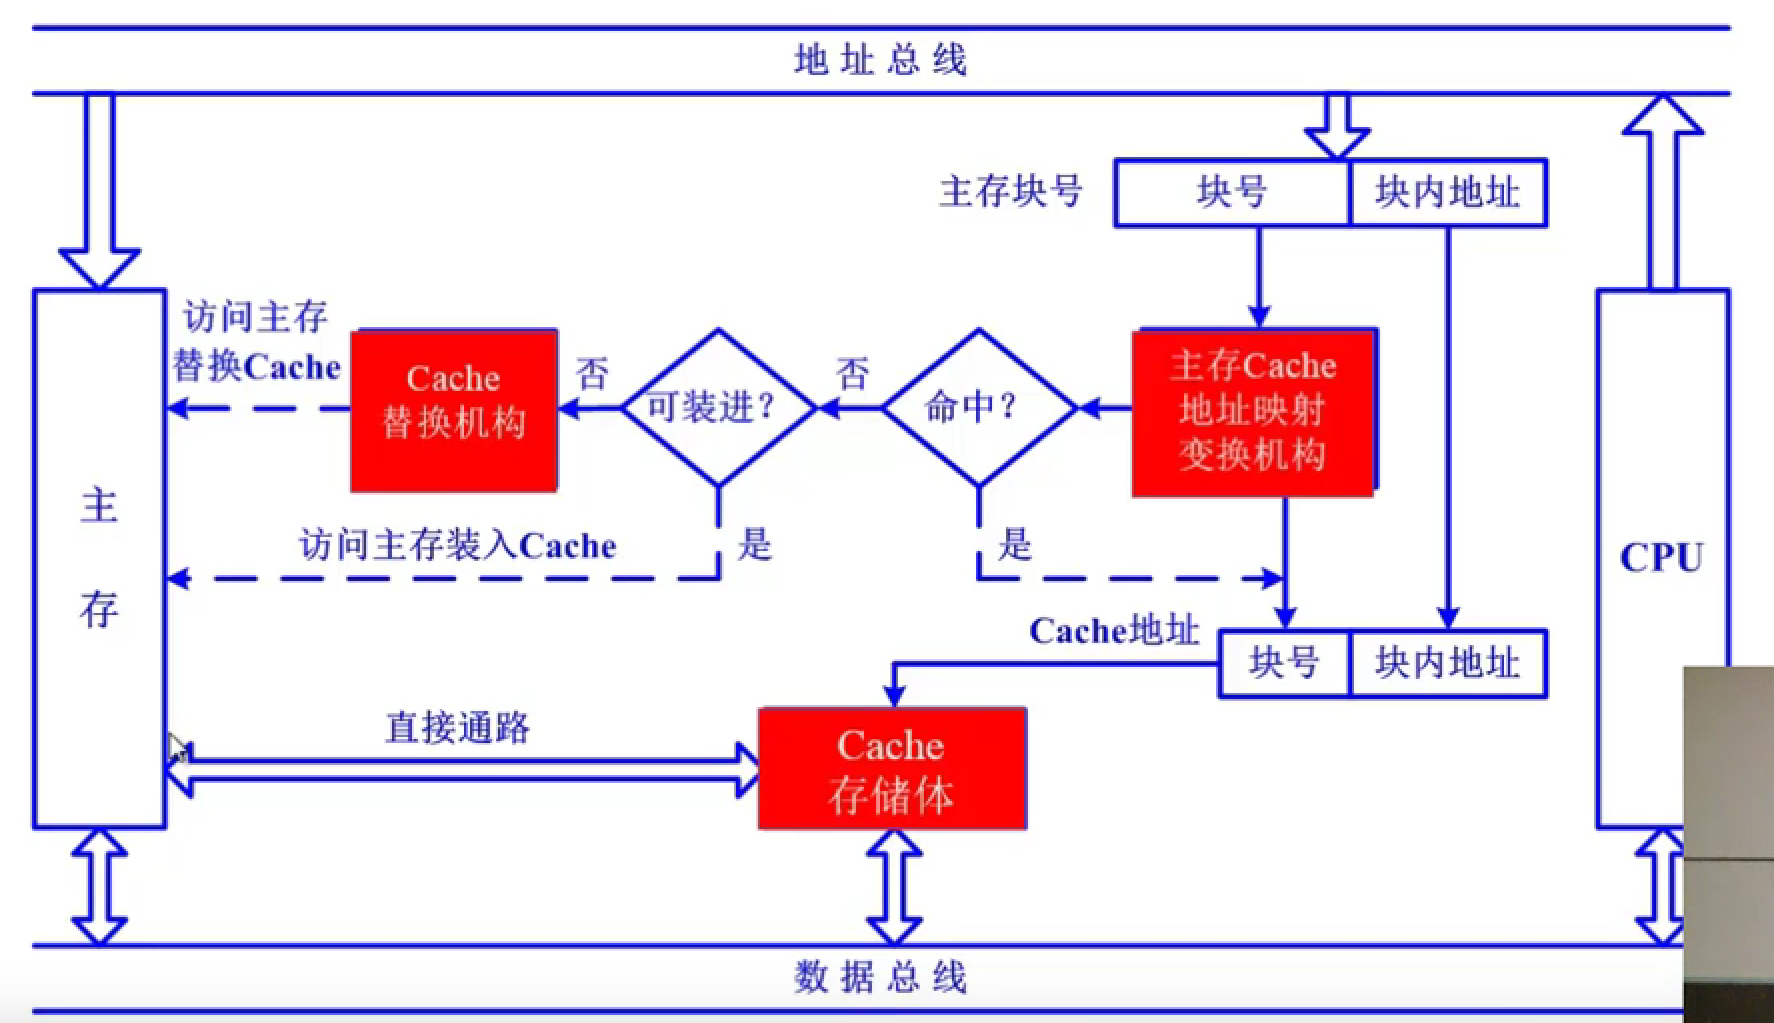 地址总线
主存块号
块号
块内地址
访问主存
替换Cache
Cache
替换机构
否
可装进?
否
命中?
主存Cache
地址映射
变换机构
主
存
访问主存装入Cache
是
是
CPU
Cache地址
块号
块内地址
直接通路
Cache
存储体
数据总线